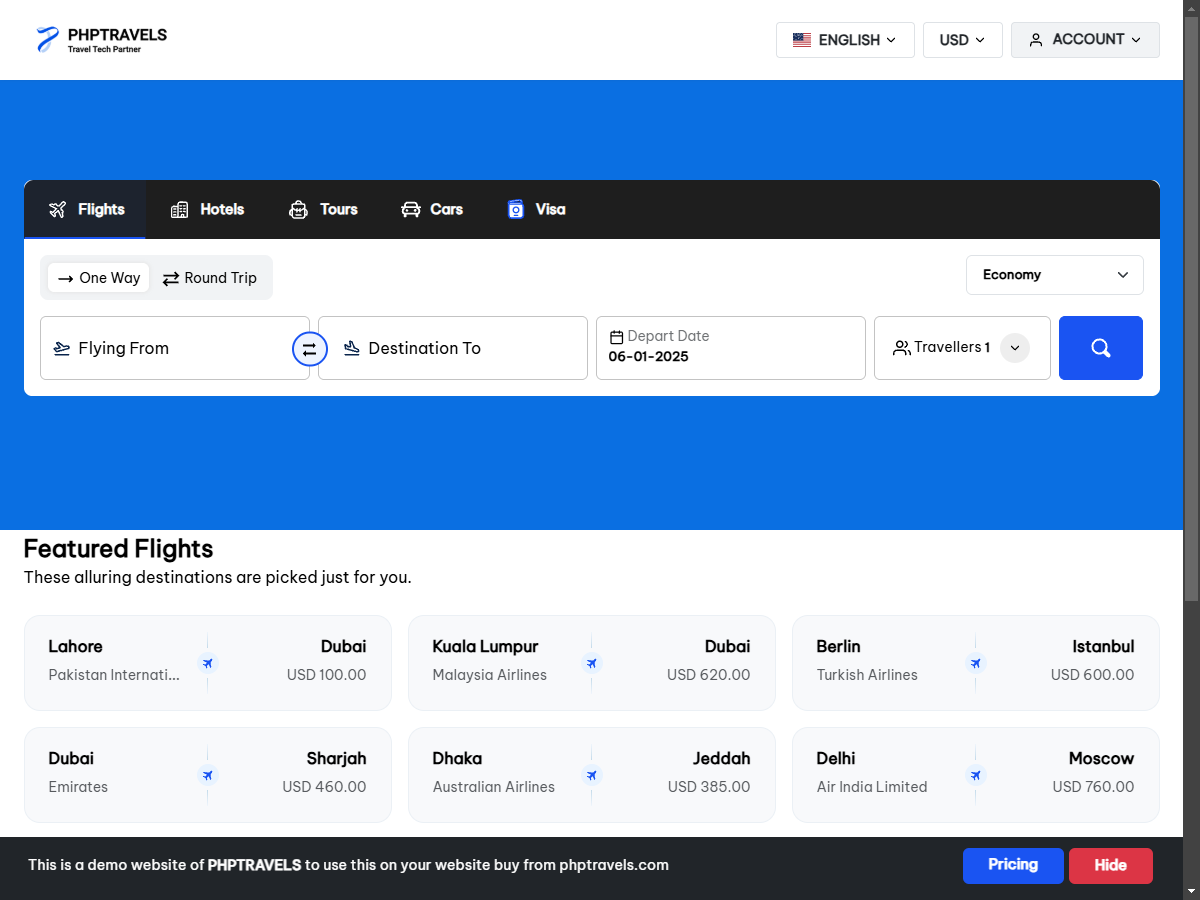 PHPTRAVELS
Travel Tech Partner
ENGLISH
USD
ACCOUNT
Flights
Hotels
Tours
Cars
Visa
One Way
Round Trip
Economy
Flying From
Destination To
Depart Date
06-01-2025
Travellers 1
Featured Flights
These alluring destinations are picked just for you.
Lahore
Dubai
Pakistan Internati...
USD 100.00
Kuala Lumpur
Dubai
Malaysia Airlines
USD 620.00
Berlin
Istanbul
Turkish Airlines
USD 600.00
Dubai
Sharjah
Emirates
USD 460.00
Dhaka
Jeddah
Australian Airlines
USD 385.00
Delhi
Moscow
Air India Limited
USD 760.00
This is a demo website of PHPTRAVELS to use this on your website buy from phptravels.com
Pricing
Hide